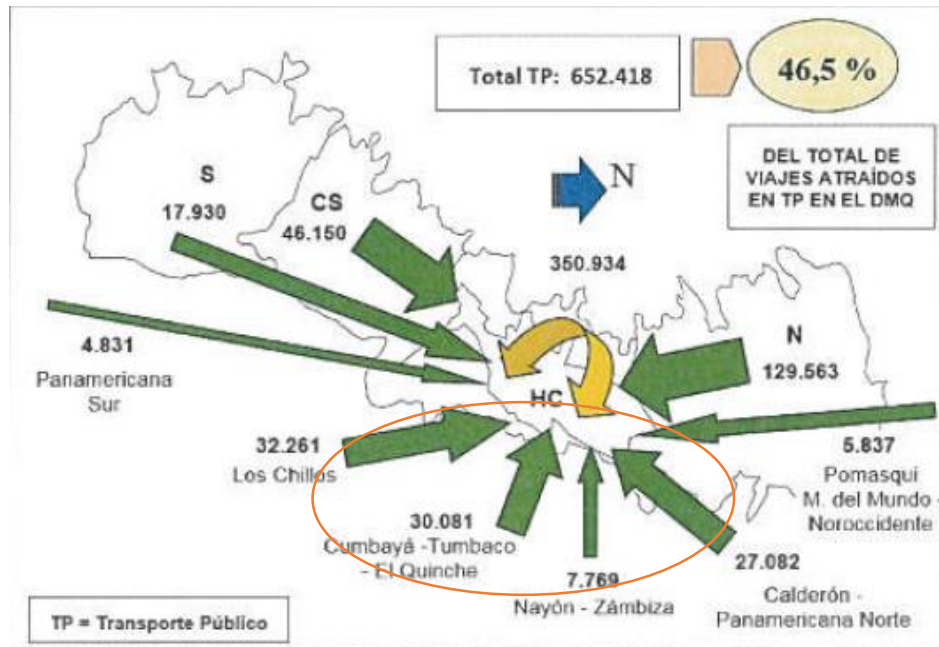 Total TP: 652.418
46,5 %
DEL TOTAL DE
VIAJES ATRAÍDOS
EN TP EN EL DMQ
N
S
17.930
CS
46.150
350.934
4.831
Panamericana
Sur
HC
N
129.563
32.261
Los Chillos
5.837
Pomasqui
M. del Mundo -
Noroccidente
30.081
Cumbayá -Tumbaco
- El Quinche
7.769
Nayón - Zámbiza
27.082
Calderón -
Panamericana Norte
TP = Transporte Público